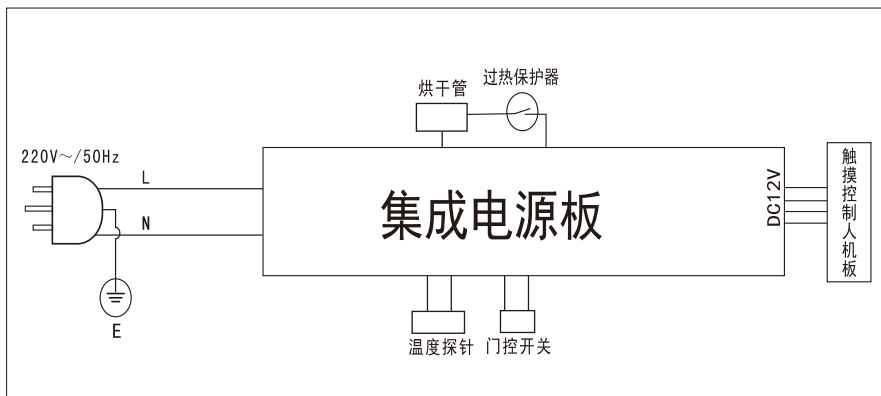 过热保护器
烘干管
220V～/50Hz
L
N
E
集成电源板
DC12V
触摸控制人机板
温度探针
门控开关